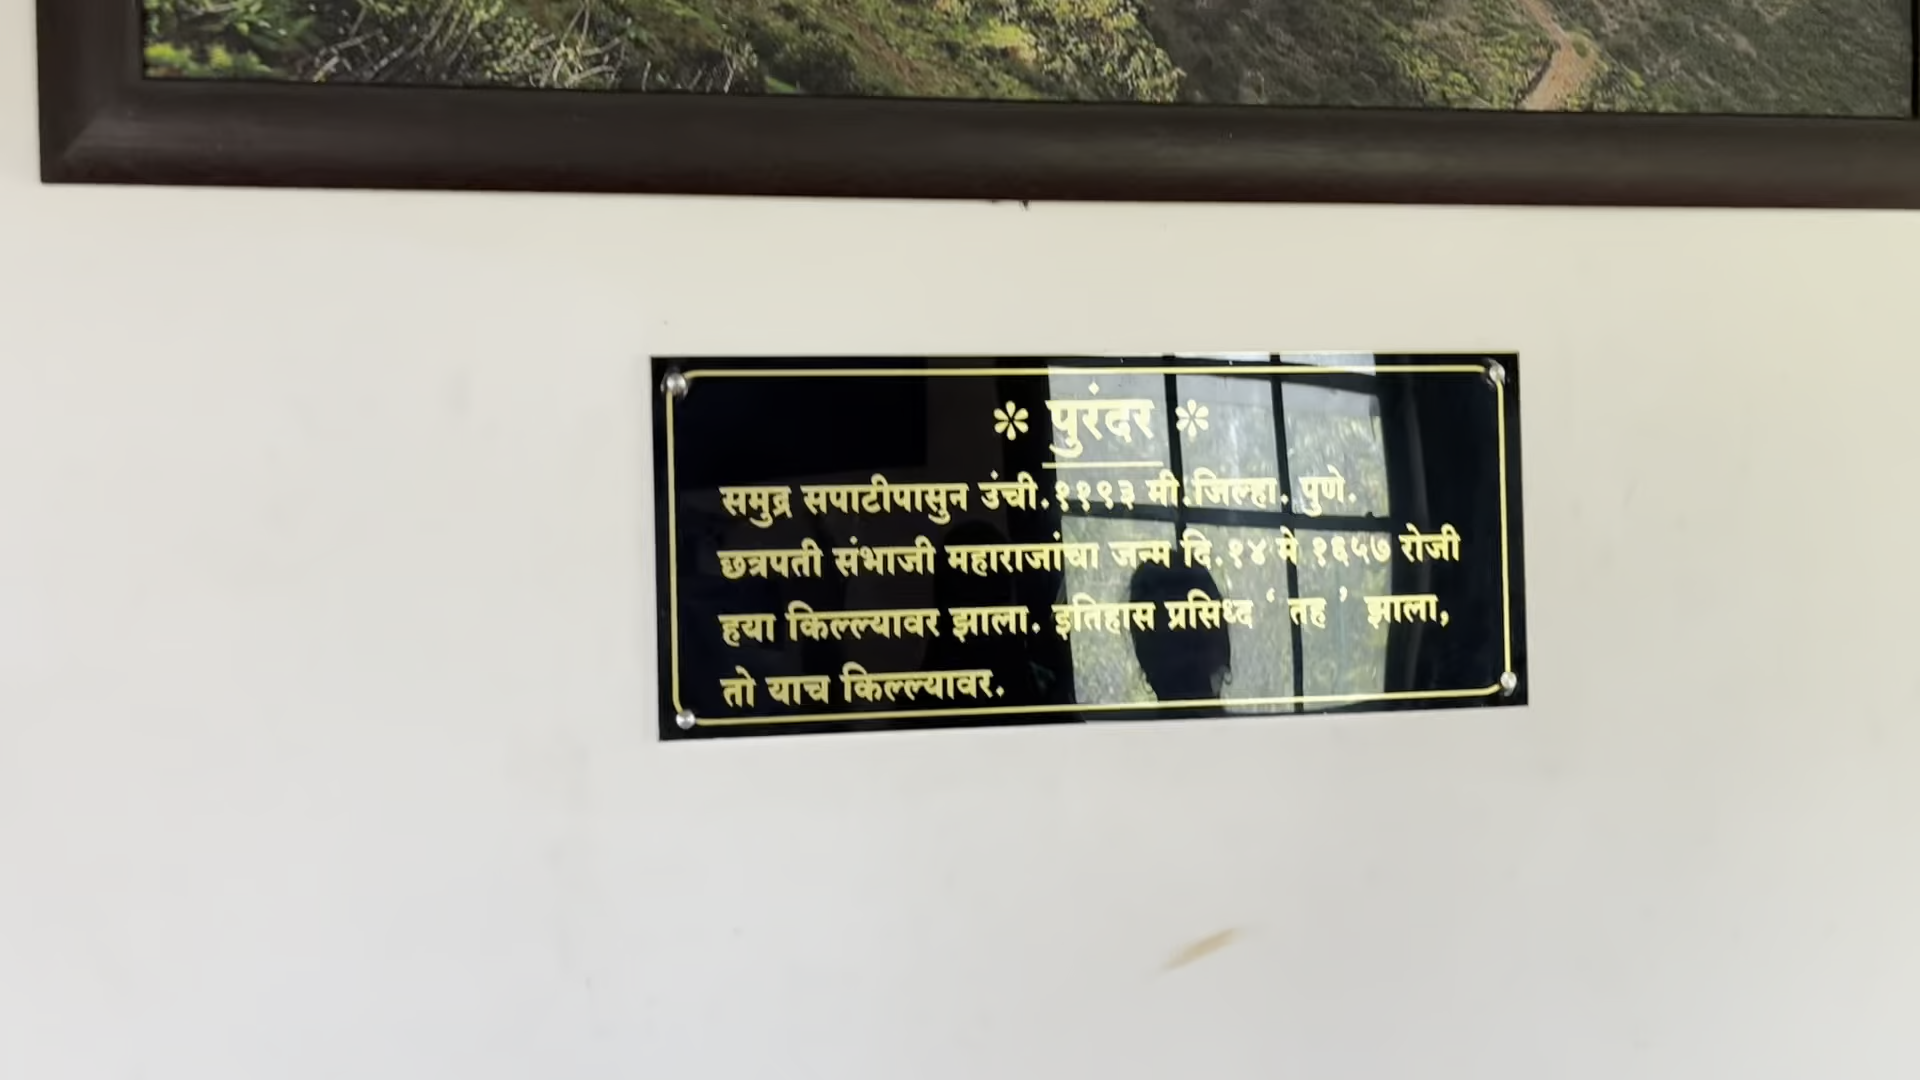 * पुरंदर *
समुद्र सपाटीपासुन उंची.११९३ मी.जिल्हा. पुणे.
छत्रपती संभाजी महाराजांचा जन्म दि.१४ मे १६५७ रोजी
हया किल्ल्यावर झाला. इतिहास प्रसिध्द ‘ तह ’ झाला,
तो याच किल्ल्यावर.